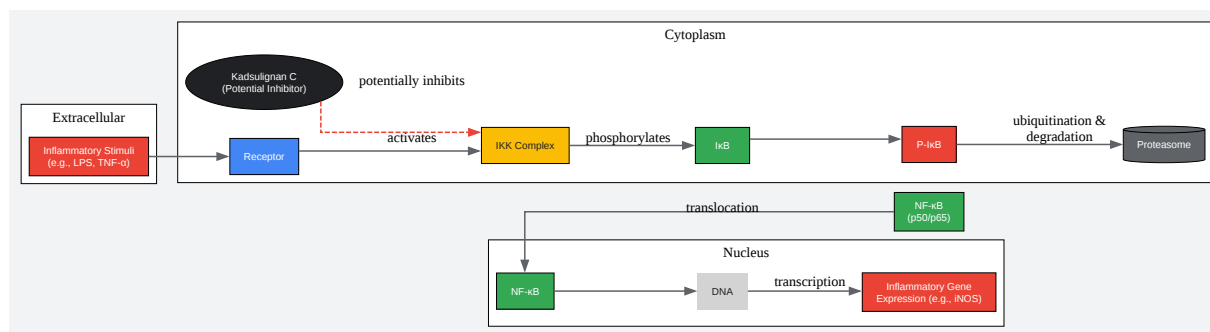 Cytoplasm
Kadsulignan C
(Potential Inhibitor)
potentially inhibits
Extracellular
Inflammatory Stimuli
(e.g., LPS, TNF-α)
Receptor
activates
IKK Complex
phosphorylates
IκB
P-IκB
ubiquitination &
degradation
Proteasome
translocation
NF-κB
(p50/p65)
Nucleus
NF-κB
DNA
transcription
Inflammatory Gene
Expression (e.g., iNOS)